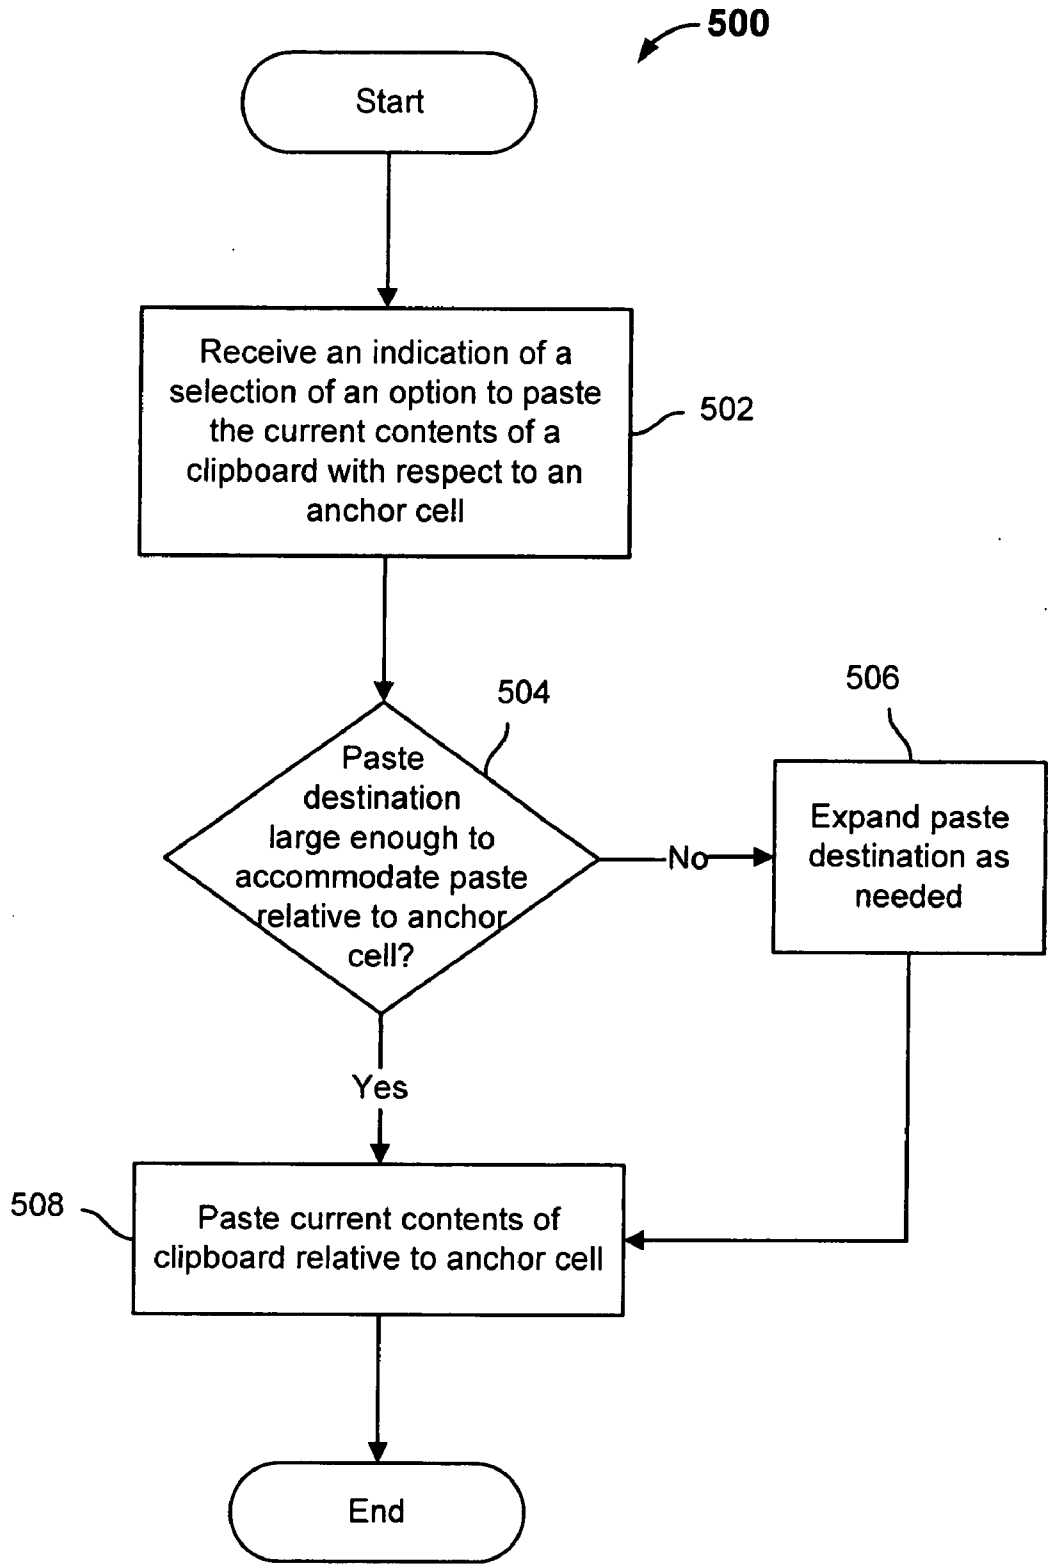 500
Start
Receive an indication of a
selection of an option to paste
the current contents of a
clipboard with respect to an
anchor cell
502
504
Paste
destination
large enough to
accommodate paste
relative to anchor
cell?
No
506
Expand paste
destination as
needed
Yes
508
Paste current contents of
clipboard relative to anchor cell
End